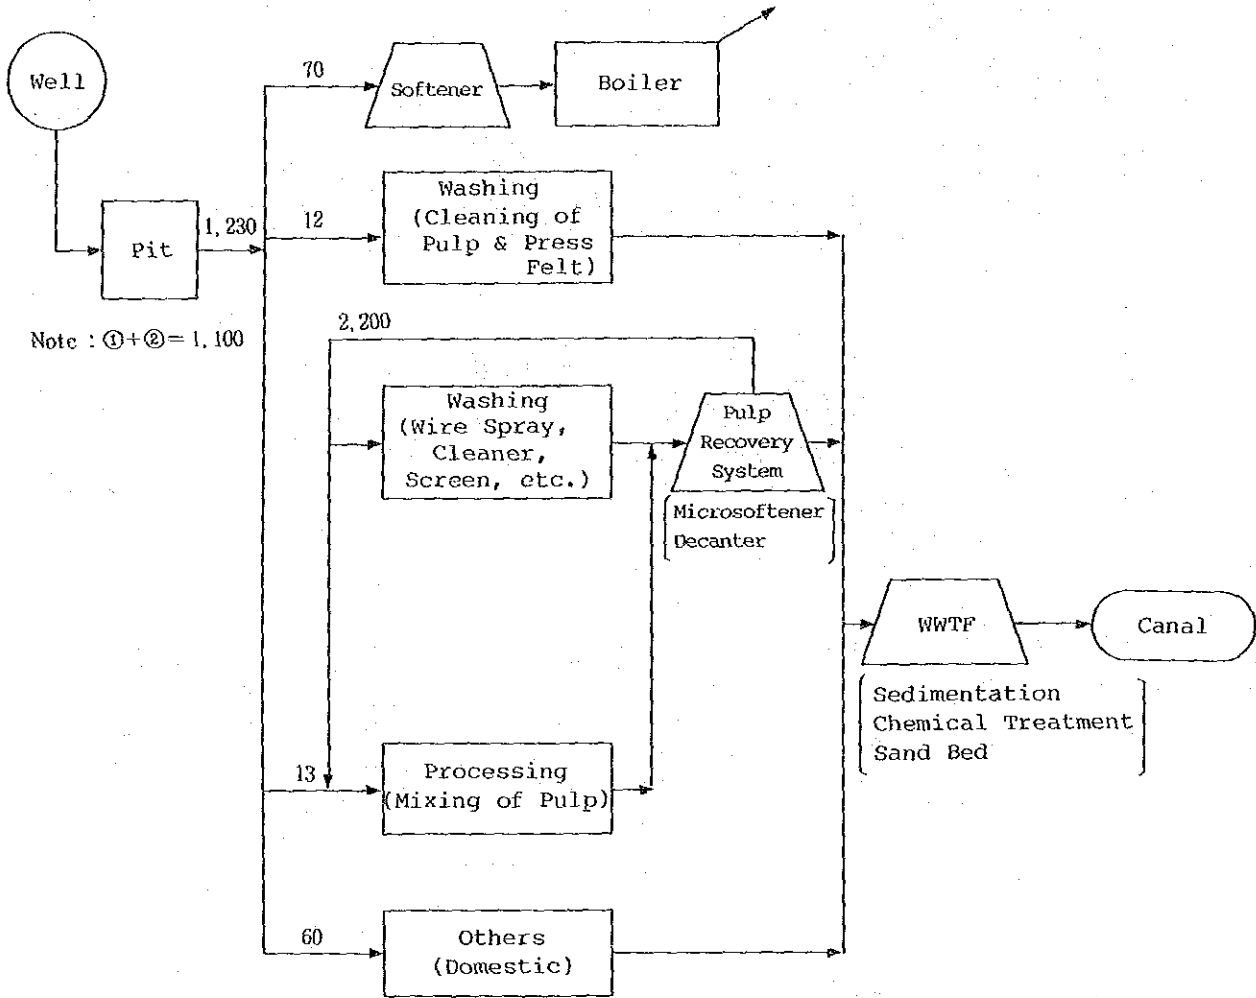 Well
70
Softener
Boiler
Pit
1,230
12
Washing
(Cleaning of
Pulp & Press
Felt)
Note : ①+②= 1,100
2,200
Washing
(Wire Spray,
Cleaner,
Screen, etc.)
Pulp
Recovery
System
Microsoftener
Decanter
WWTF
Canal
Sedimentation
Chemical Treatment
Sand Bed
13
Processing
(Mixing of Pulp)
60
Others
(Domestic)